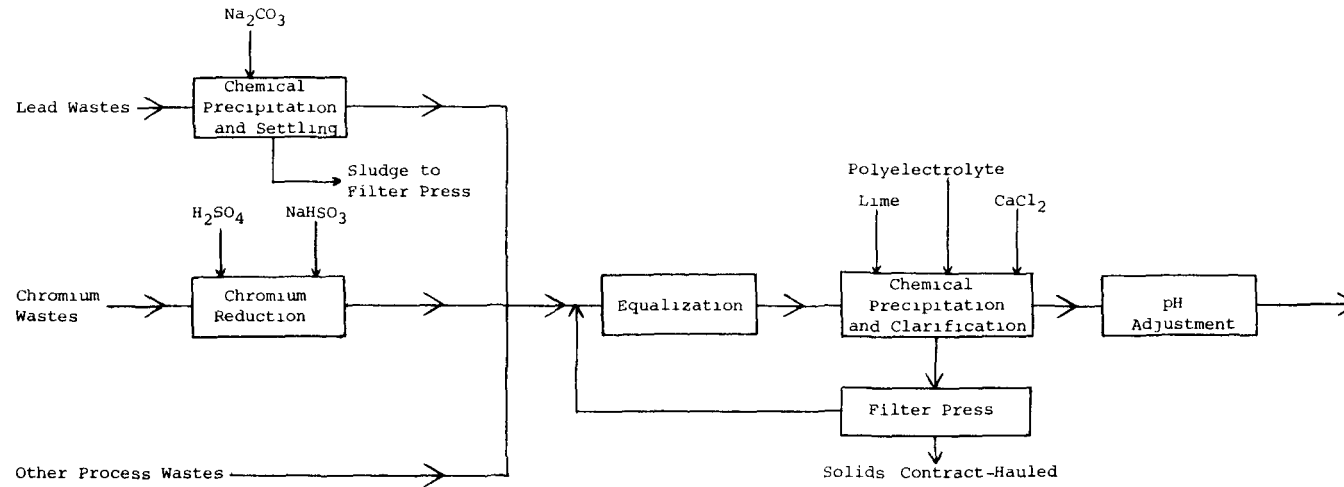 Na2CO3
Lead Wastes
Chemical
Precipitation
and Settling
Sludge to
Filter Press
H2SO4
NaHSO3
Chromium
Wastes
Chromium
Reduction
Other Process Wastes
Equalization
Polyelectrolyte
Lime
CaCl2
Chemical
Precipitation
and Clarification
pH
Adjustment
Filter Press
Solids Contract-Hauled